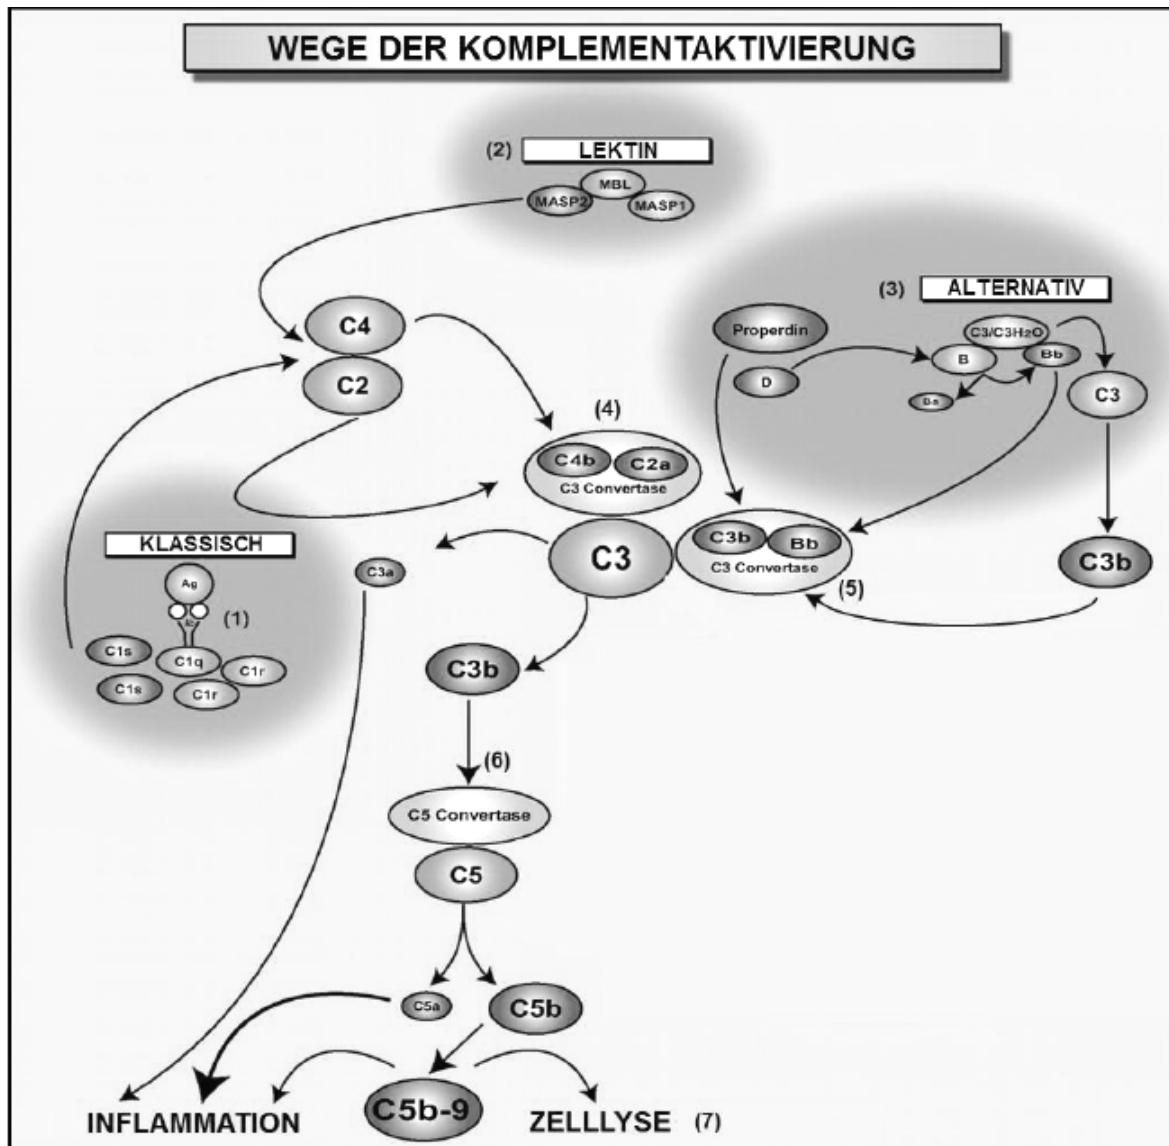 WEGE DER KOMPLEMENTAKTIVIERUNG
(2) LEKTIN
MBL
MASP2
MASP1
(3) ALTERNATIV
Properdin
C3/C3H2O
B
Bb
D
Ba
C3
C4
C2
(4)
C4b
C2a
C3 Convertase
KLASSISCH
Ag
(1)
C1s
C1q
C1r
C1s
C1r
C3a
C3
C3b
Bb
C3 Convertase
(5)
C3b
C3b
(6)
C5 Convertase
C5
C5a
C5b
INFLAMMATION
C5b-9
ZELLLYSE (7)